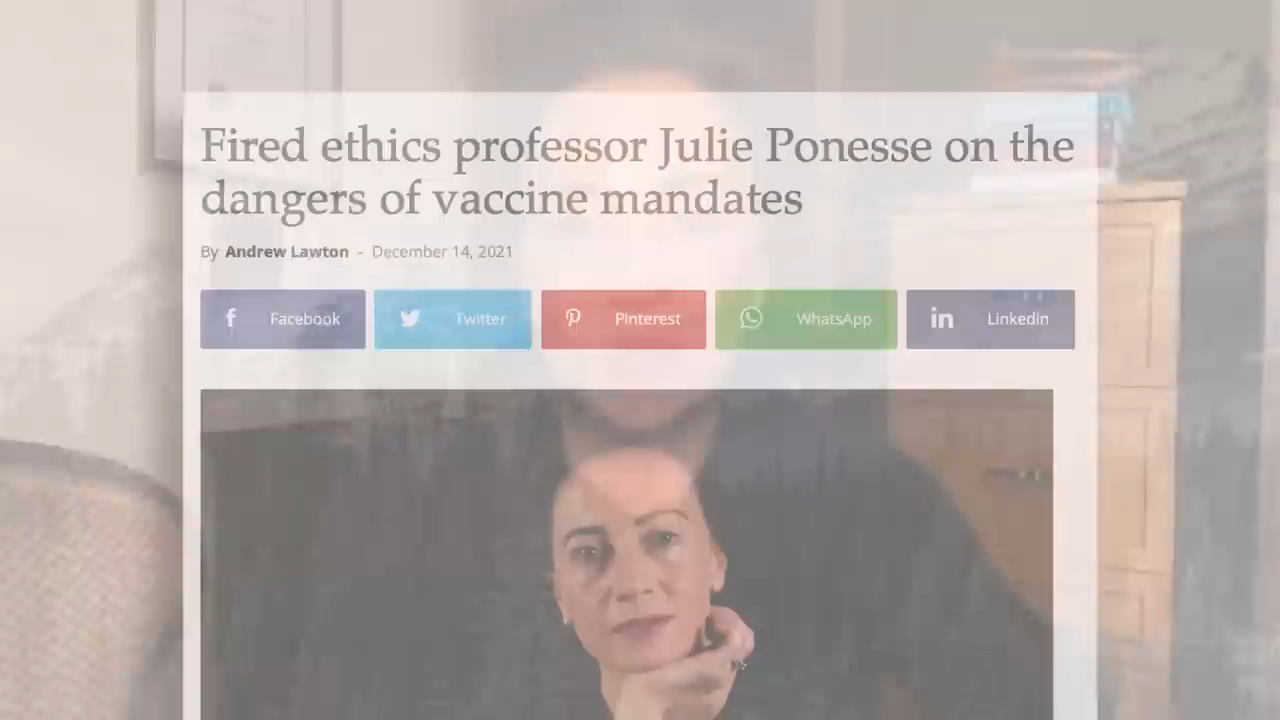 Fired ethics professor Julie Ponesse on the
dangers of vaccine mandates
By Andrew Lawton - December 14, 2021
Facebook Twitter Pinterest WhatsApp Linkedin